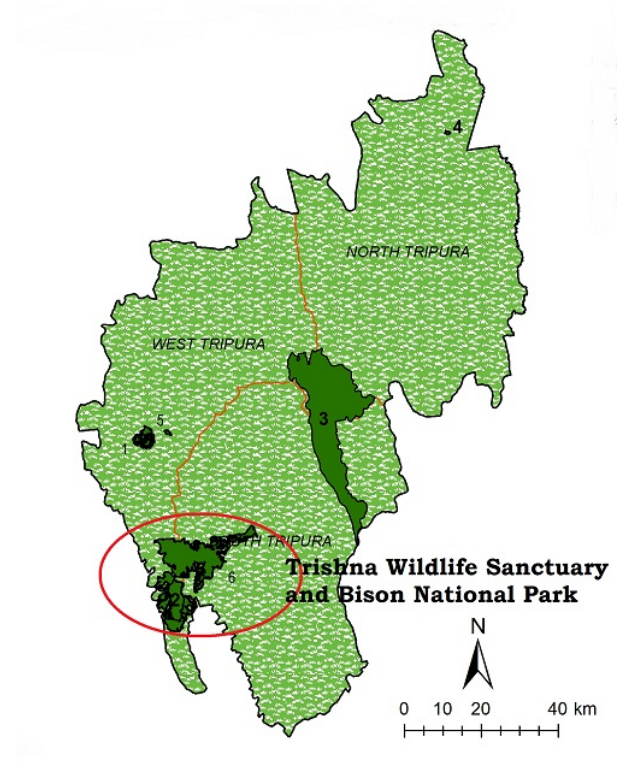 4
NORTH TRIPURA
WEST TRIPURA
3
5
1
TRIPURA
6
2
Trishna Wildlife Sanctuary
and Bison National Park
N
0 10 20 40 km